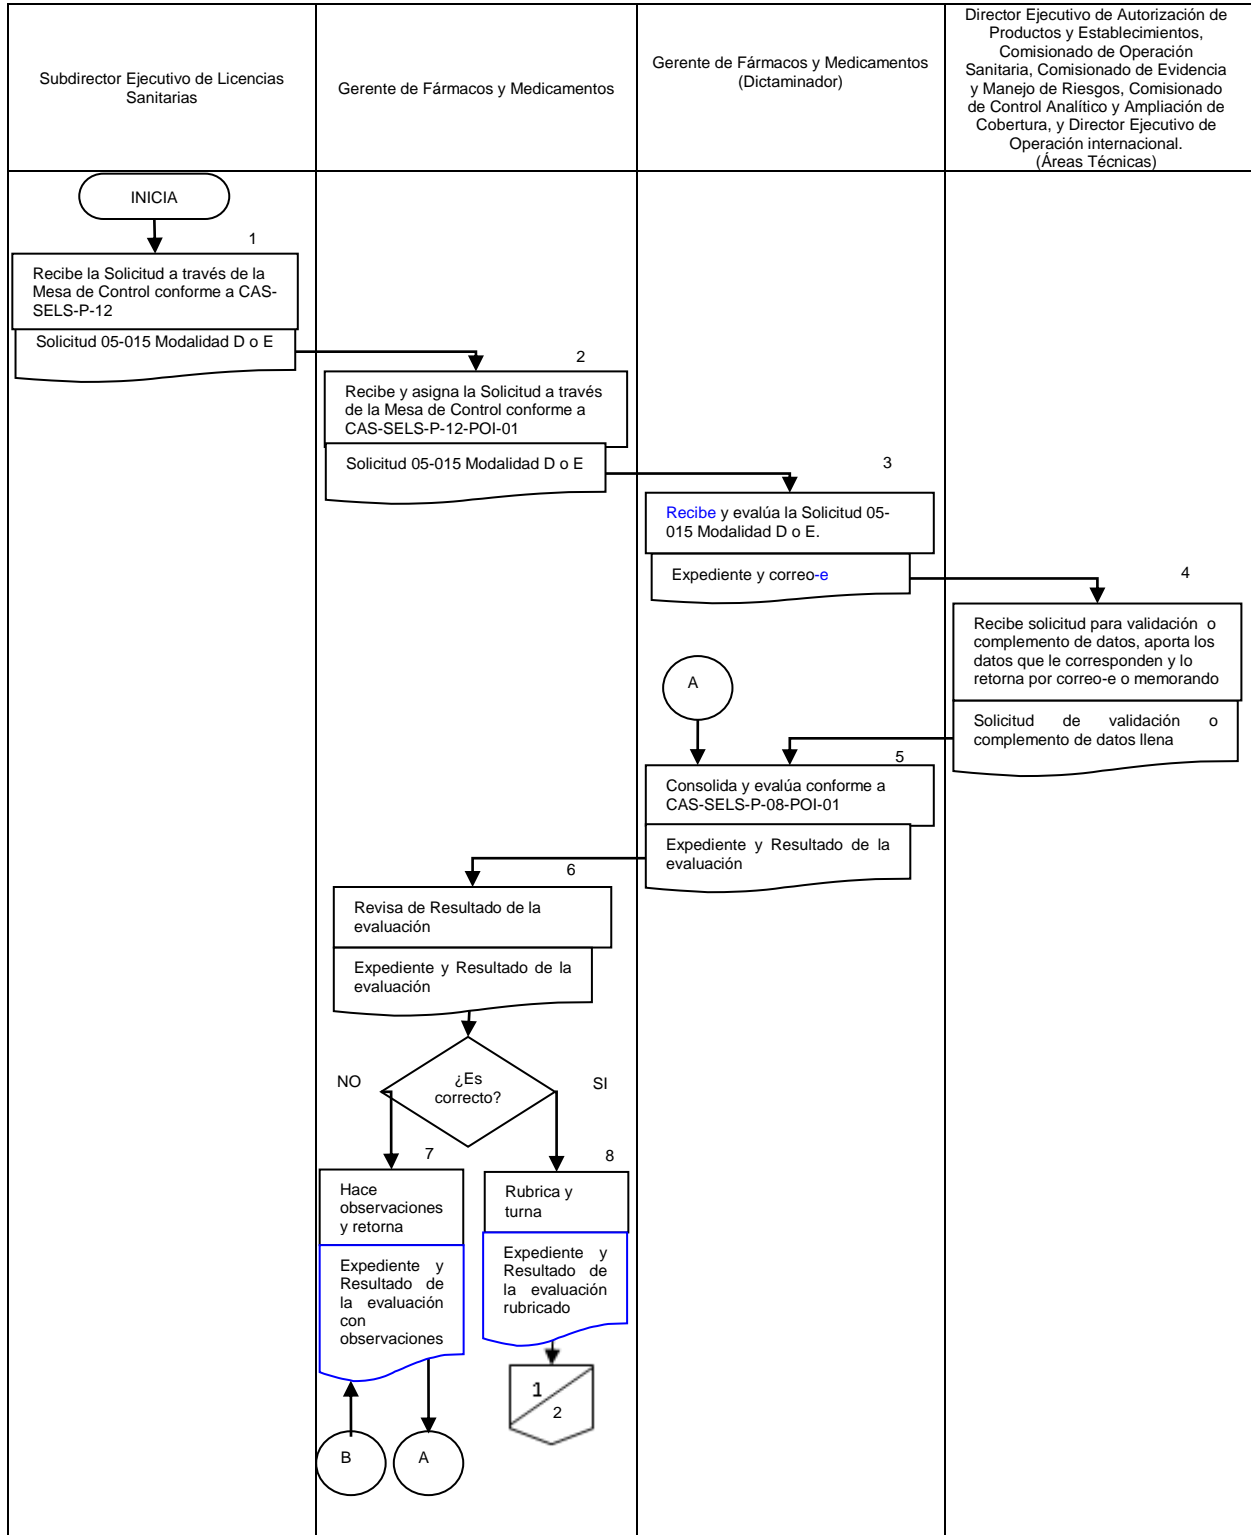 Subdirector Ejecutivo de Licencias
Sanitarias
Gerente de Fármacos y Medicamentos
Gerente de Fármacos y Medicamentos
(Dictaminador)
Director Ejecutivo de Autorización de
Productos y Establecimientos,
Comisionado de Operación
Sanitaria, Comisionado de Evidencia
y Manejo de Riesgos, Comisionado
de Control Analítico y Ampliación de
Cobertura, y Director Ejecutivo de
Operación internacional.
(Áreas Técnicas)
INICIA
1
Recibe la Solicitud a través de la
Mesa de Control conforme a CAS-
SELS-P-12
Solicitud 05-015 Modalidad D o E
2
Recibe y asigna la Solicitud a través
de la Mesa de Control conforme a
CAS-SELS-P-12-POI-01
Solicitud 05-015 Modalidad D o E
3
Recibe y evalúa la Solicitud 05-
015 Modalidad D o E.
Expediente y correo-e
4
Recibe solicitud para validación o
complemento de datos, aporta los
datos que le corresponden y lo
retorna por correo-e o memorando
Solicitud de validación o
complemento de datos llena
A
5
Consolida y evalúa conforme a
CAS-SELS-P-08-POI-01
Expediente y Resultado de la
evaluación
6
Revisa de Resultado de la
evaluación
Expediente y Resultado de la
evaluación
¿Es
correcto?
NO
SI
7
Hace
observaciones
y retorna
Expediente y
Resultado de
la evaluación
con
observaciones
8
Rubrica y
turna
Expediente y
Resultado de
la evaluación
rubricado
1
2
B
A